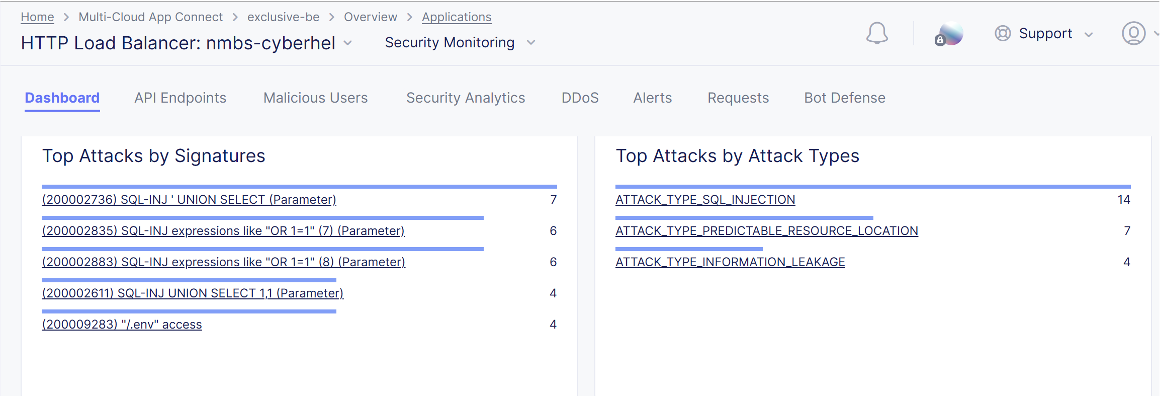 Home > Multi-Cloud App Connect > exclusive-be > Overview > Applications
HTTP Load Balancer: nmbs-cyberhel Security Monitoring Support
Dashboard API Endpoints Malicious Users Security Analytics DDoS Alerts Requests Bot Defense
Top Attacks by Signatures
(200002736) SQL-INJ ' UNION SELECT (Parameter) 7
(200002835) SQL-INJ expressions like "OR 1=1" (7) (Parameter) 6
(200002883) SQL-INJ expressions like "OR 1=1" (8) (Parameter) 6
(200002611) SQL-INJ UNION SELECT 1,1 (Parameter) 4
(200009283) "/.env" access 4
Top Attacks by Attack Types
ATTACK_TYPE_SQL_INJECTION 14
ATTACK_TYPE_PREDICTABLE_RESOURCE_LOCATION 7
ATTACK_TYPE_INFORMATION_LEAKAGE 4